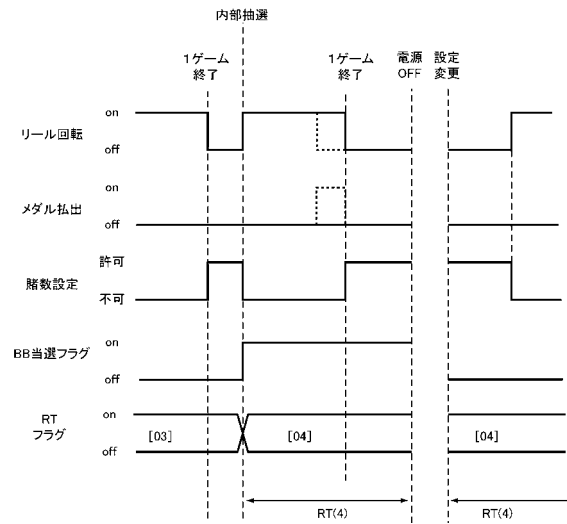 内部抽選
1ゲーム
終了
1ゲーム
終了
電源
OFF
設定
変更
リール回転
on
off
メダル払出
on
off
賭数設定
許可
不可
BB当選フラグ
on
off
RT
フラグ
on
off
[03]
[04]
[04]
RT(4)
RT(4)